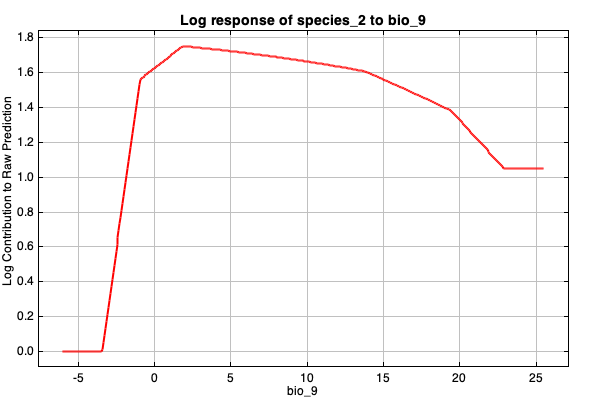 Log response of species_2 to bio_9
Log Contribution to Raw Prediction
1.8
1.6
1.4
1.2
1.0
0.8
0.6
0.4
0.2
0.0
-5 0 5 10 15 20 25
bio_9